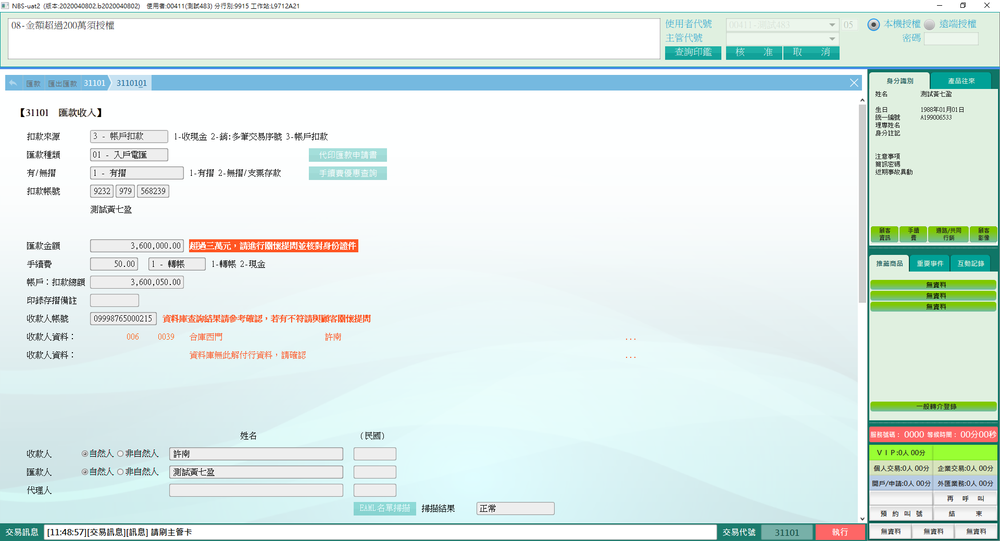 NBS-uat2 (版本:2020040802.b2020040802) 使用者:00411(測試483) 分行別:9915 工作站:L9712A21
08-金額超過200萬須授權
使用者代號 00411-測試483 05 本機授權 遠端授權
主管代號 密碼
查詢印鑑 核 准 取 消
匯款 匯出匯款 31101 3110101
【31101 匯款收入】
扣款來源 3 - 帳戶扣款 1-收現金 2-銷:多筆交易序號 3-帳戶扣款
匯款種類 01 - 入戶電匯 代印匯款申請書
有/無摺 1 - 有摺 1-有摺 2-無摺/支票存款 手續費優惠查詢
扣款帳號 9232 979 568239
測試黃七盈
匯款金額 3,600,000.00 超過三萬元，請進行關懷提問並核對身份證件
手續費 50.00 1 - 轉帳 1-轉帳 2-現金
帳戶：扣款總額 3,600,050.00
印錄存摺備註
收款人帳號 09998765000215 資料庫查詢結果請參考確認，若有不符請與顧客關懷提問
收款人資料： 006 0039 合庫西門 許南 ...
收款人資料： 資料庫無此解付行資料，請確認 ...
姓名 （民國）
收款人 自然人 非自然人 許南
匯款人 自然人 非自然人 測試黃七盈
代理人
EAML名單掃描 掃描結果 正常
交易訊息 [11:48:57][交易訊息][訊息] 請刷主管卡 交易代號 31101 執行
身分識別 產品往來
姓名 測試黃七盈
生日 1988年01月01日
統一編號 A199006533
理專姓名
身分註記
注意事項
簡訊密碼
近期事故異動
顧客資訊 手續費 通路/共同行銷 顧客影像
推薦商品 重要事件 互動記錄
無資料
無資料
無資料
一般轉介登錄
服務號碼： 0000 等候時間： 00分00秒
ＶＩＰ:0人 00分
個人交易:0人 00分 企業交易:0人 00分
開戶/申請:0人 00分 外匯業務:0人 00分
再 呼 叫
預 約 叫 號 結 束
無資料 無資料 無資料